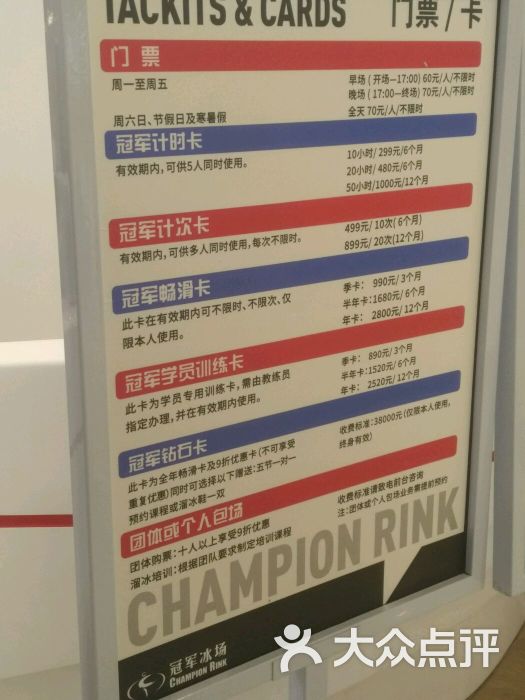 TACKITS & CARDS 门票/卡
门票
周一至周五 早场(开场—17:00)60元/人/不限时
晚场(17:00—终场)70元/人/不限时
周六日、节假日及寒暑假 全天 70元/人/不限时
冠军计时卡
有效期内，可供5人同时使用。 10小时/299元/6个月
20小时/480元/6个月
50小时/1000元/12个月
冠军计次卡
有效期内，可供多人同时使用，每次不限时。 499元/10次(6个月)
899元/20次(12个月)
冠军畅滑卡
此卡在有效期内可不限时、不限次、仅
限本人使用。
季卡： 990元/3个月
半年卡:1680元/6个月
年卡： 2800元/12个月
冠军学员训练卡
此卡为学员专用训练卡，需由教练员
指定办理，并在有效期内使用。
季卡： 890元/3个月
半年卡:1520元/6个月
年卡： 2520元/12个月
冠军钻石卡
此卡为全年畅滑卡及9折优惠卡(不可享受
重复优惠)同时可选择以下赠送：五节一对一
预约课程或溜冰鞋一双
收费标准:38000元(仅限本人使用，
终身有效)
团体或个人包场
团体购票：十人以上享受9折优惠
溜冰培训：根据团队要求制定培训课程
收费标准请致电前台咨询
注：团体或个人包场业务需提前预约
CHAMPION RINK
冠军冰场
CHAMPION RINK
大众点评